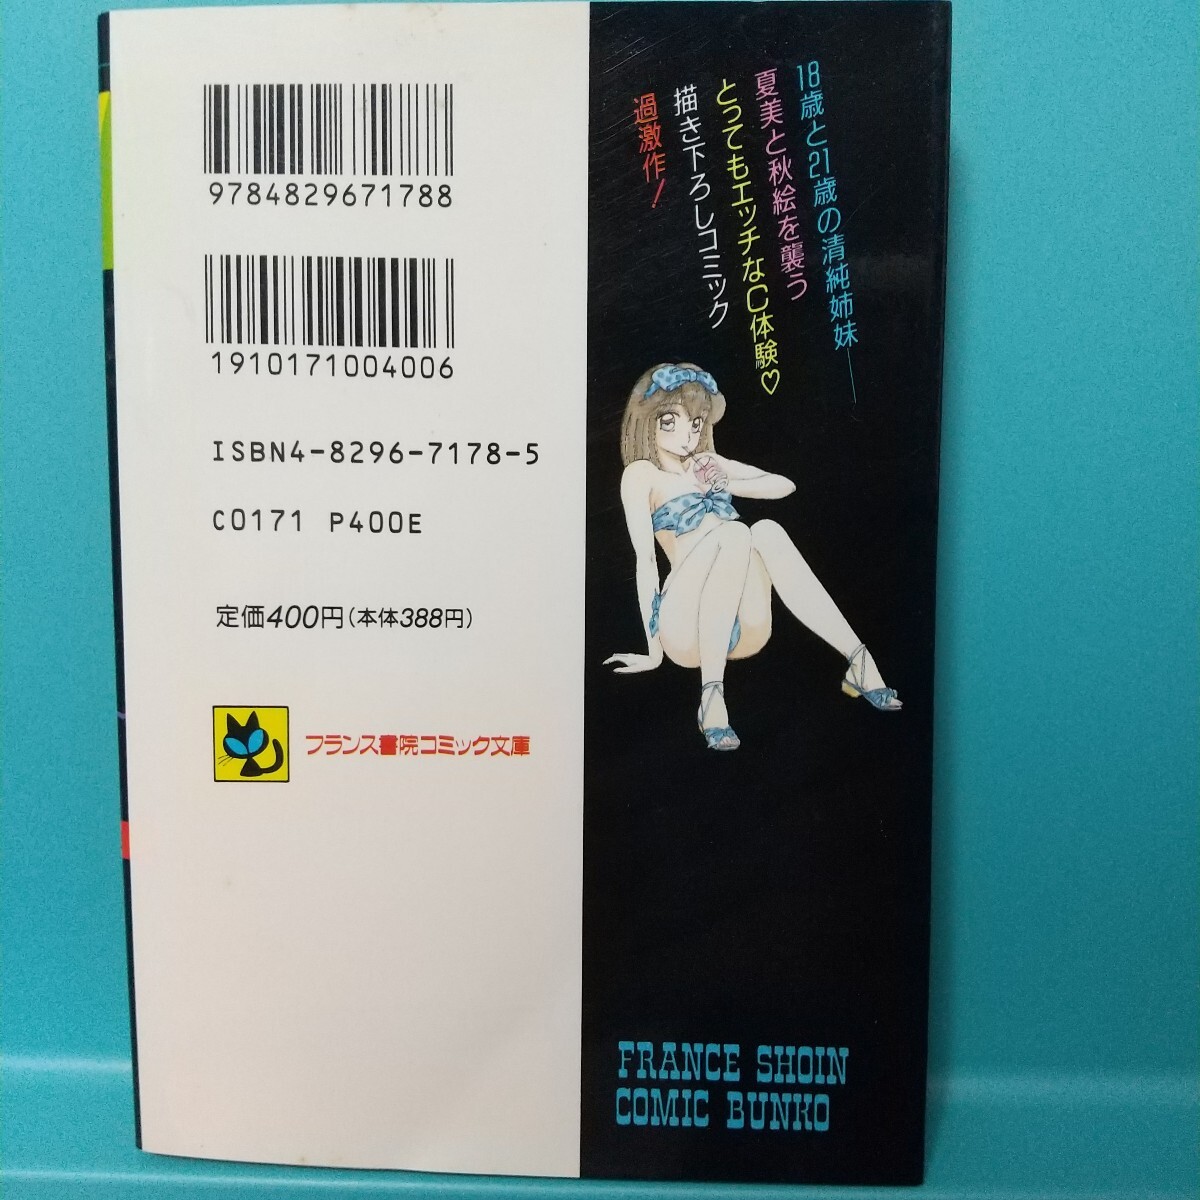 9784829671788
1910171004006
ISBN4-8296-7178-5
C0171 P400E
定価400円(本体388円)
フランス書院コミック文庫
18歳と21歳の清純姉妹──
夏美と秋絵を襲う
とってもエッチなC体験♡
描き下ろしコミック
過激作!
FRANCE SHOIN
COMIC BUNKO